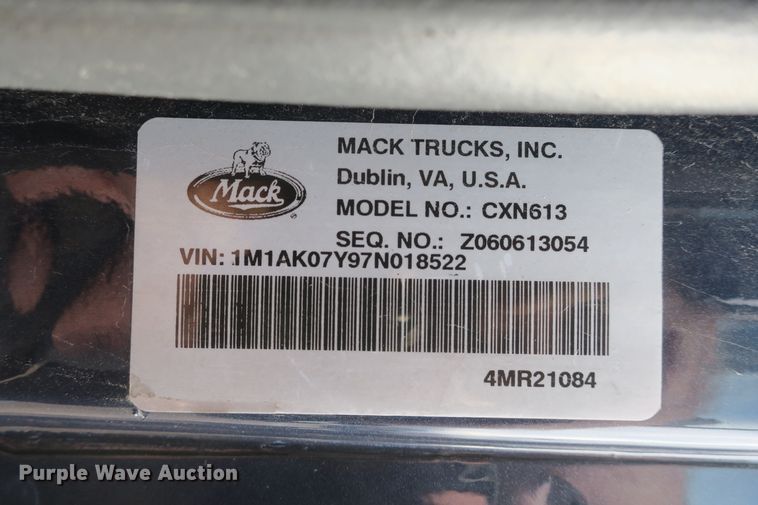 Mack
MACK TRUCKS, INC.
Dublin, VA, U.S.A.
MODEL NO.: CXN613
SEQ. NO.: Z060613054
VIN: 1M1AK07Y97N018522
4MR21084
Purple Wave Auction